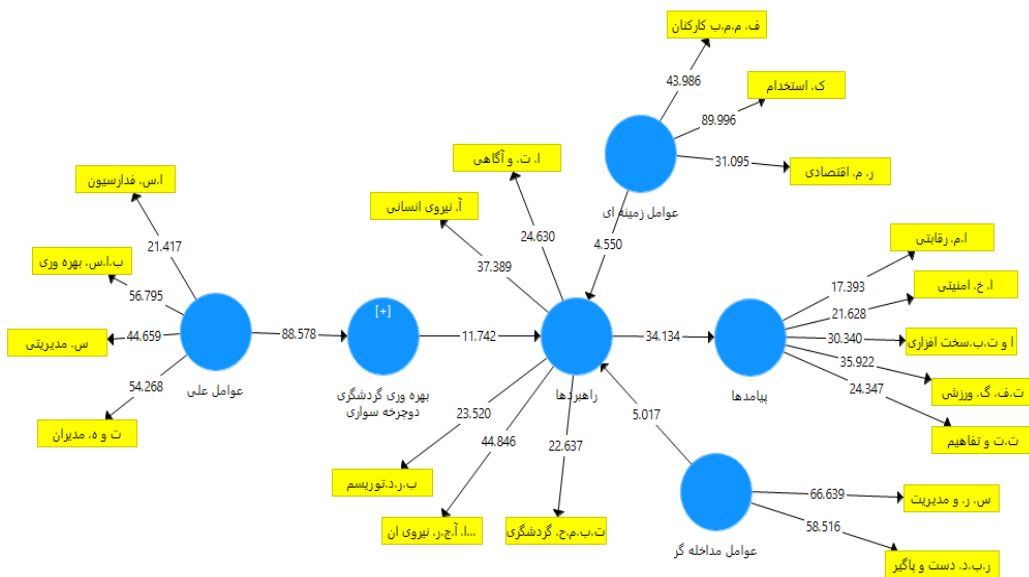 ف. م.م.ب کارکنان
43.986
ک. استخدام
89.996
31.095
ر. م. اقتصادی
عوامل زمینه ای
4.550
ا. ت. و آگاهی
24.630
آ. نیروی انسانی
37.389
ا.س. فدارسیون
21.417
ب.ا.س. بهره وری
56.795
س. مدیریتی
44.659
54.268
ت و ه. مدیران
عوامل علی
88.578
[+]
بهره وری گردشگری
دوچرخه سواری
11.742
راهبردها
34.134
23.520
44.846
22.637
ب.ر.د.توریسم
ا. آ.ج.ر. نیروی ان...
ت.ب.م.ح. گردشگری
پیامدها
ا.م. رقابتی
17.393
ا. خ. امنیتی
21.628
ا و ت.ب.سخت افزاری
30.340
35.922
ت.ف. گ. ورزشی
24.347
ت.ت و تفاهیم
5.017
عوامل مداخله گر
66.639
س. ر. و مدیریت
58.516
ر.ب.د. دست و پاگیر